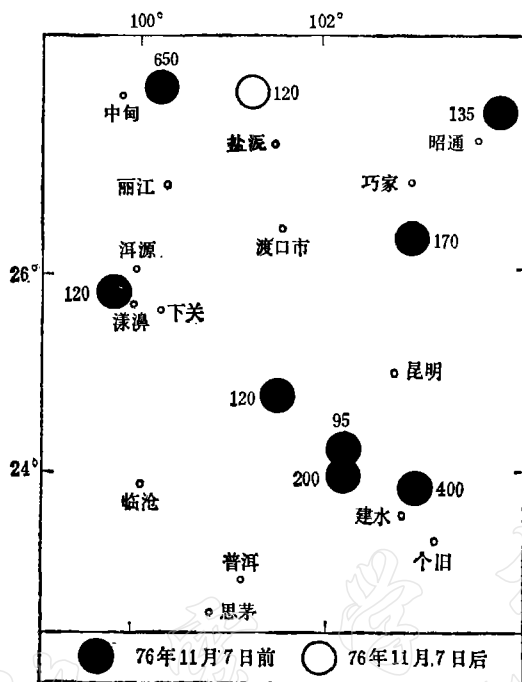 100° 102°
650
120
中甸
135
盐源
昭通
丽江
巧家
洱源
渡口市
170
26°
120
漾濞
下关
昆明
120
95
24°
200
400
临沧
建水
个旧
普洱
思茅
76年11月7日前 76年11月,7日后